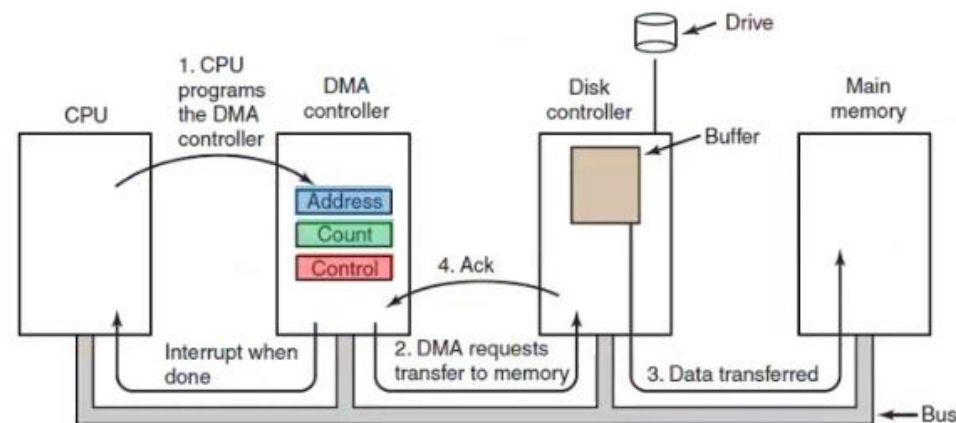 Drive
1. CPU
programs
the DMA
controller
CPU
DMA
controller
Disk
controller
Main
memory
Buffer
Address
Count
Control
4. Ack
Interrupt when
done
2. DMA requests
transfer to memory
3. Data transferred
Bus